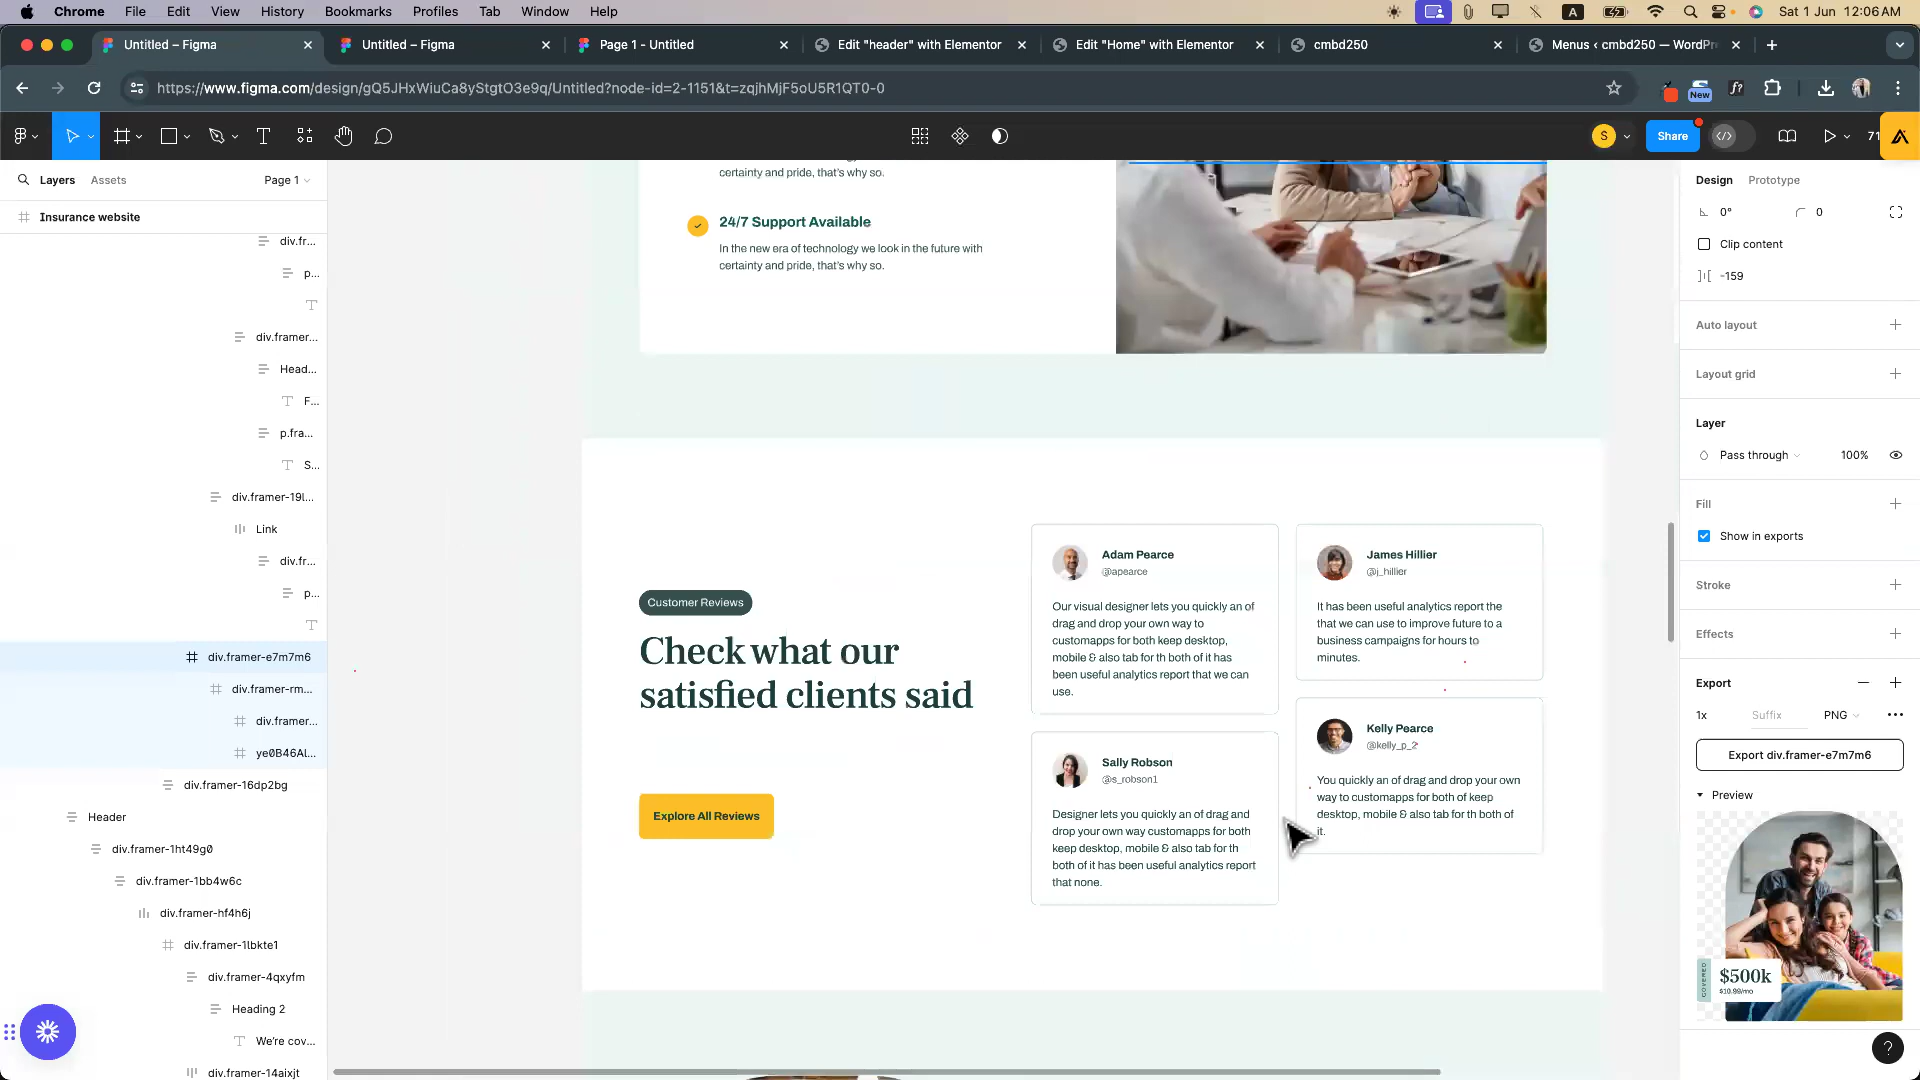 Chrome File Edit View History Bookmarks Profiles Tab Window Help
A
Sat 1 Jun 12:06 AM
Untitled – Figma
Untitled – Figma
Page 1 - Untitled
Edit "header" with Elementor
Edit "Home" with Elementor
cmbd250
Menus ‹ cmbd250 — WordPr
https://www.figma.com/design/gQ5JHxWiuCa8yStgtO3e9q/Untitled?node-id=2-1151&t=zqjhMjF5oU5R1QT0-0
New
f?
S
Share
71
Layers Assets Page 1
Insurance website
div.fr...
p...
div.framer...
Head...
F...
p.fra...
S...
div.framer-19l...
Link
div.fr...
p...
div.framer-e7m7m6
div.framer-rm...
div.framer...
ye0B46Al...
div.framer-16dp2bg
Header
div.framer-1ht49g0
div.framer-1bb4w6c
div.framer-hf4h6j
div.framer-1lbkte1
div.framer-4qxyfm
Heading 2
We're cov...
div.framer-14aixjt
certainty and pride, that's why so.
24/7 Support Available
In the new era of technology we look in the future with
certainty and pride, that's why so.
Customer Reviews
Check what our
satisfied clients said
Explore All Reviews
Adam Pearce
@apearce
Our visual designer lets you quickly an of
drag and drop your own way to
customapps for both keep desktop,
mobile & also tab for th both of it has
been useful analytics report that we can
use.
Sally Robson
@s_robson1
Designer lets you quickly an of drag and
drop your own way customapps for both
keep desktop, mobile & also tab for th
both of it has been useful analytics report
that none.
James Hillier
@j_hillier
It has been useful analytics report the
that we can use to improve future to a
business campaigns for hours to
minutes.
Kelly Pearce
@kelly_p_2
You quickly an of drag and drop your own
way to customapps for both of keep
desktop, mobile & also tab for th both of
it.
Design Prototype
0° 0
Clip content
-159
Auto layout
Layout grid
Layer
Pass through 100%
Fill
Show in exports
Stroke
Effects
Export
1x Suffix PNG
Export div.framer-e7m7m6
Preview
COVERED
$500k
$10.99/mo
?